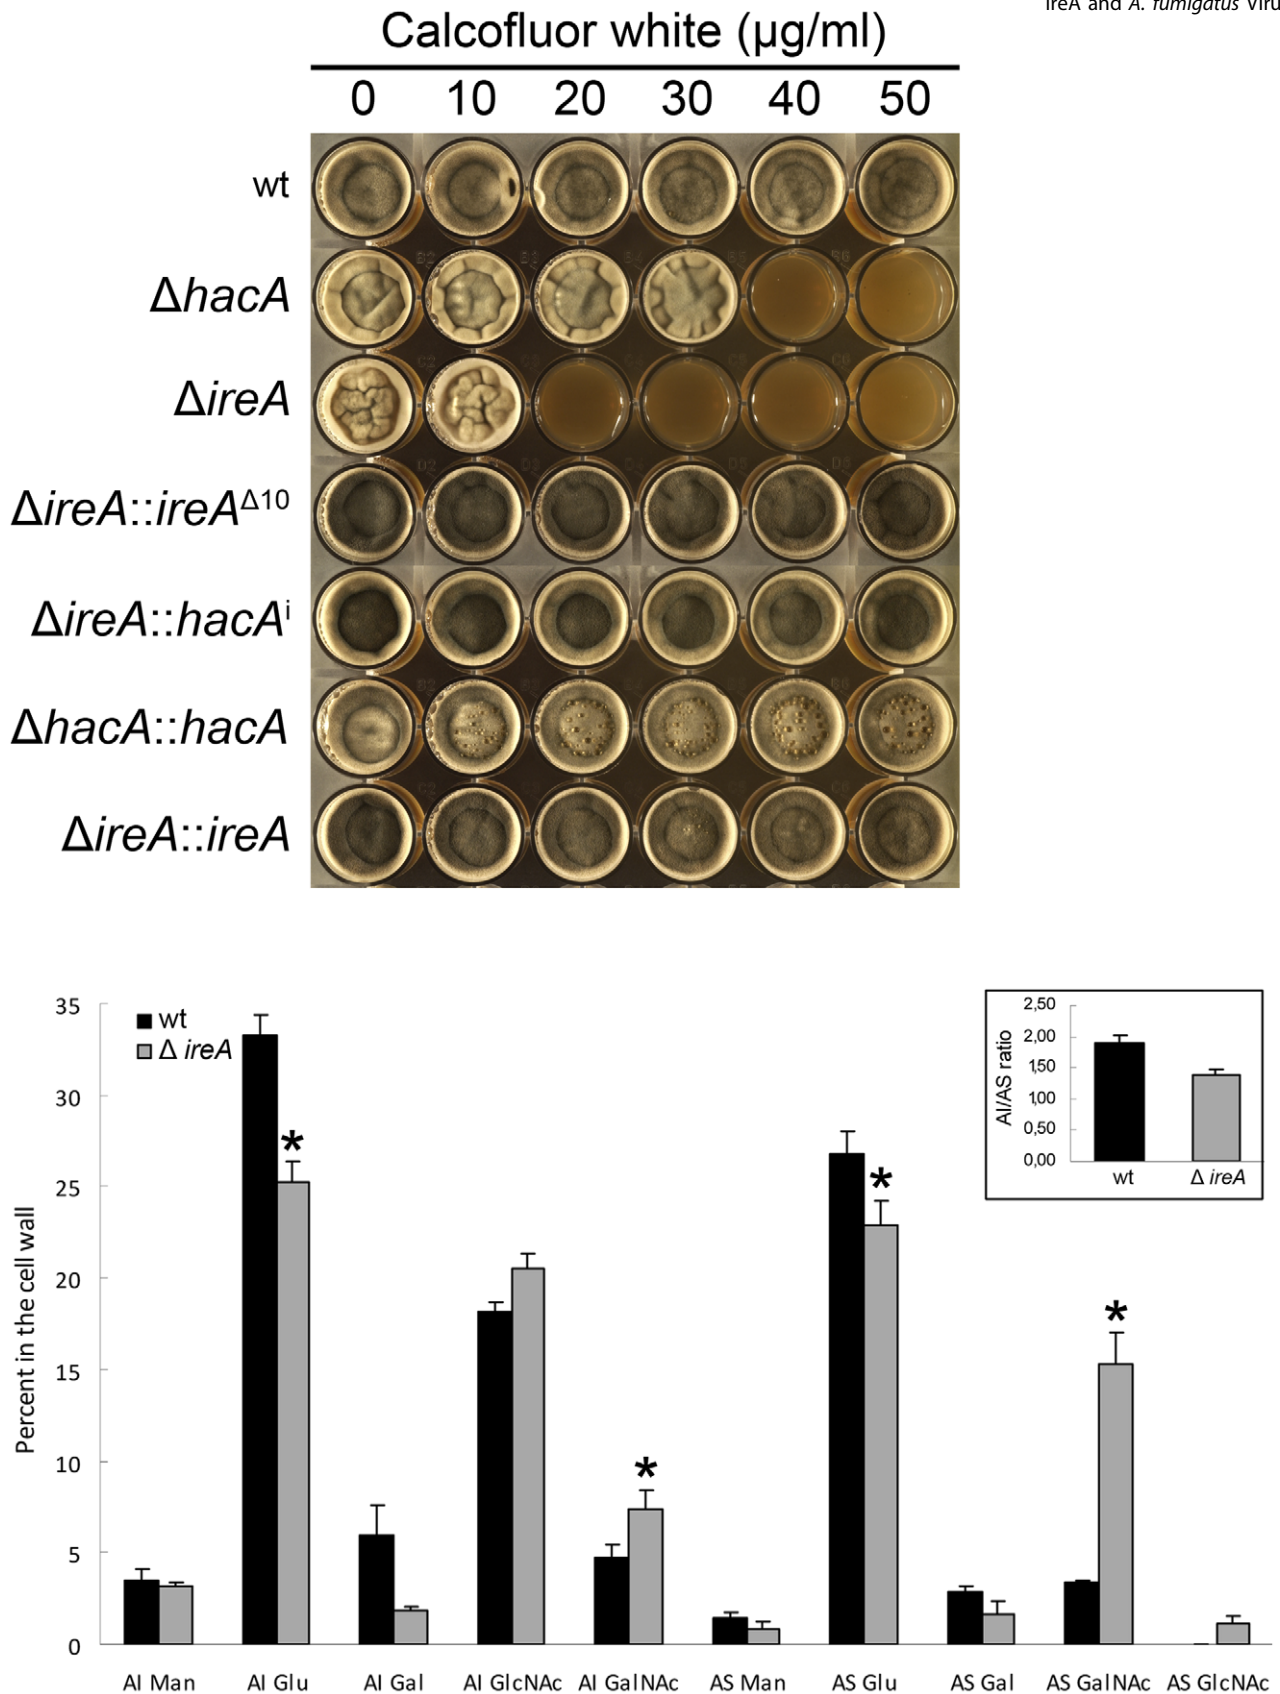 IreA and A. fumigatus Viru
Calcofluor white (µg/ml)
0 10 20 30 40 50
wt
ΔhacA
ΔireA
ΔireA::ireA^Δ10
ΔireA::hacA^i
ΔhacA::hacA
ΔireA::ireA
35
30
25
20
15
10
5
0
Percent in the cell wall
wt
Δ ireA
*
*
*
*
AI Man AI Glu AI Gal AI GlcNAc AI GalNAc AS Man AS Glu AS Gal AS GalNAc AS GlcNAc
2,50
2,00
1,50
1,00
0,50
0,00
AI/AS ratio
wt Δ ireA